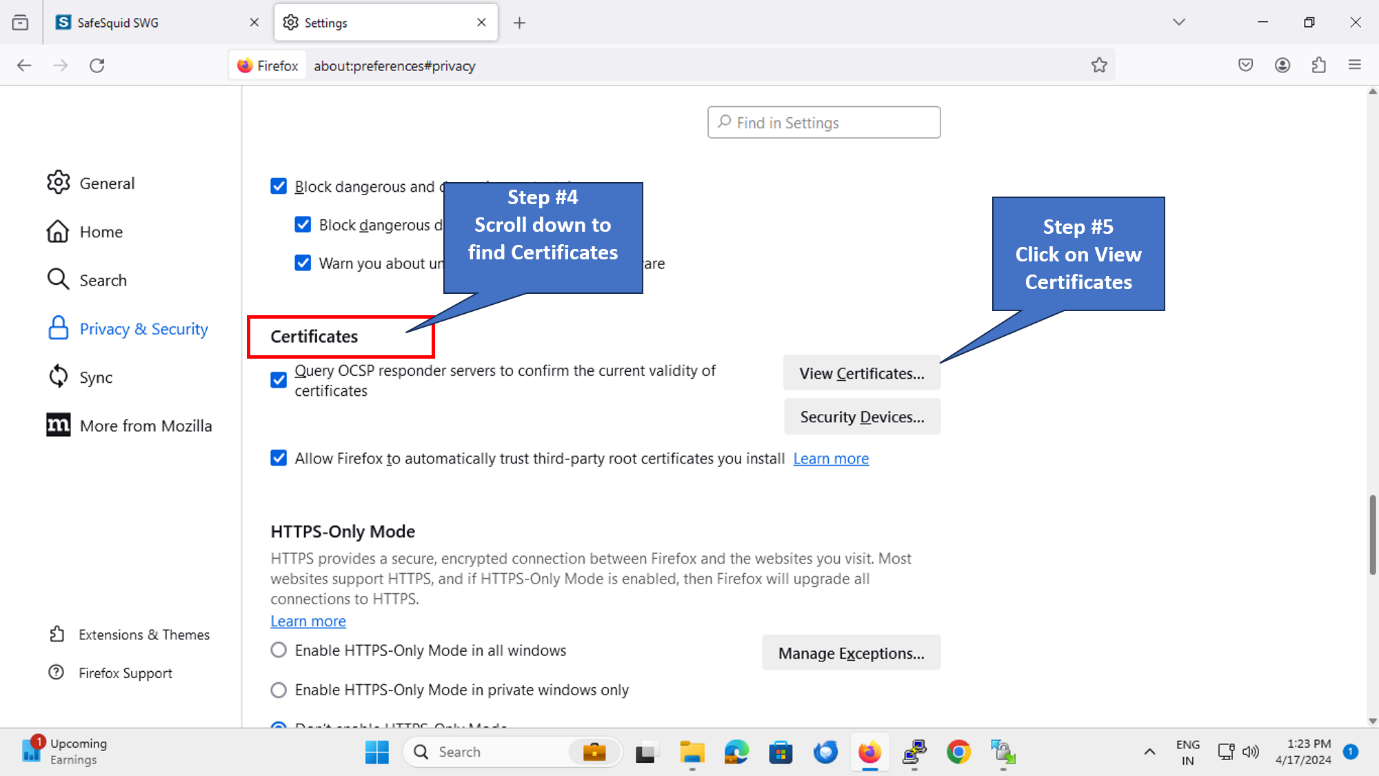 SafeSquid SWG
Settings
Firefox
about:preferences#privacy
Find in Settings
General
Home
Search
Privacy & Security
Sync
More from Mozilla
Extensions & Themes
Firefox Support
Block dangerous and
Block dangerous
Warn you about
Step #4
Scroll down to
find Certificates
Step #5
Click on View
Certificates
Certificates
Query OCSP responder servers to confirm the current validity of
certificates
View Certificates...
Security Devices...
Allow Firefox to automatically trust third-party root certificates you install Learn more
HTTPS-Only Mode
HTTPS provides a secure, encrypted connection between Firefox and the websites you visit. Most
websites support HTTPS, and if HTTPS-Only Mode is enabled, then Firefox will upgrade all
connections to HTTPS.
Learn more
Enable HTTPS-Only Mode in all windows
Manage Exceptions...
Enable HTTPS-Only Mode in private windows only
Don't enable HTTPS-Only Mode
1
Upcoming
Earnings
Search
ENG
IN
1:23 PM
4/17/2024
1